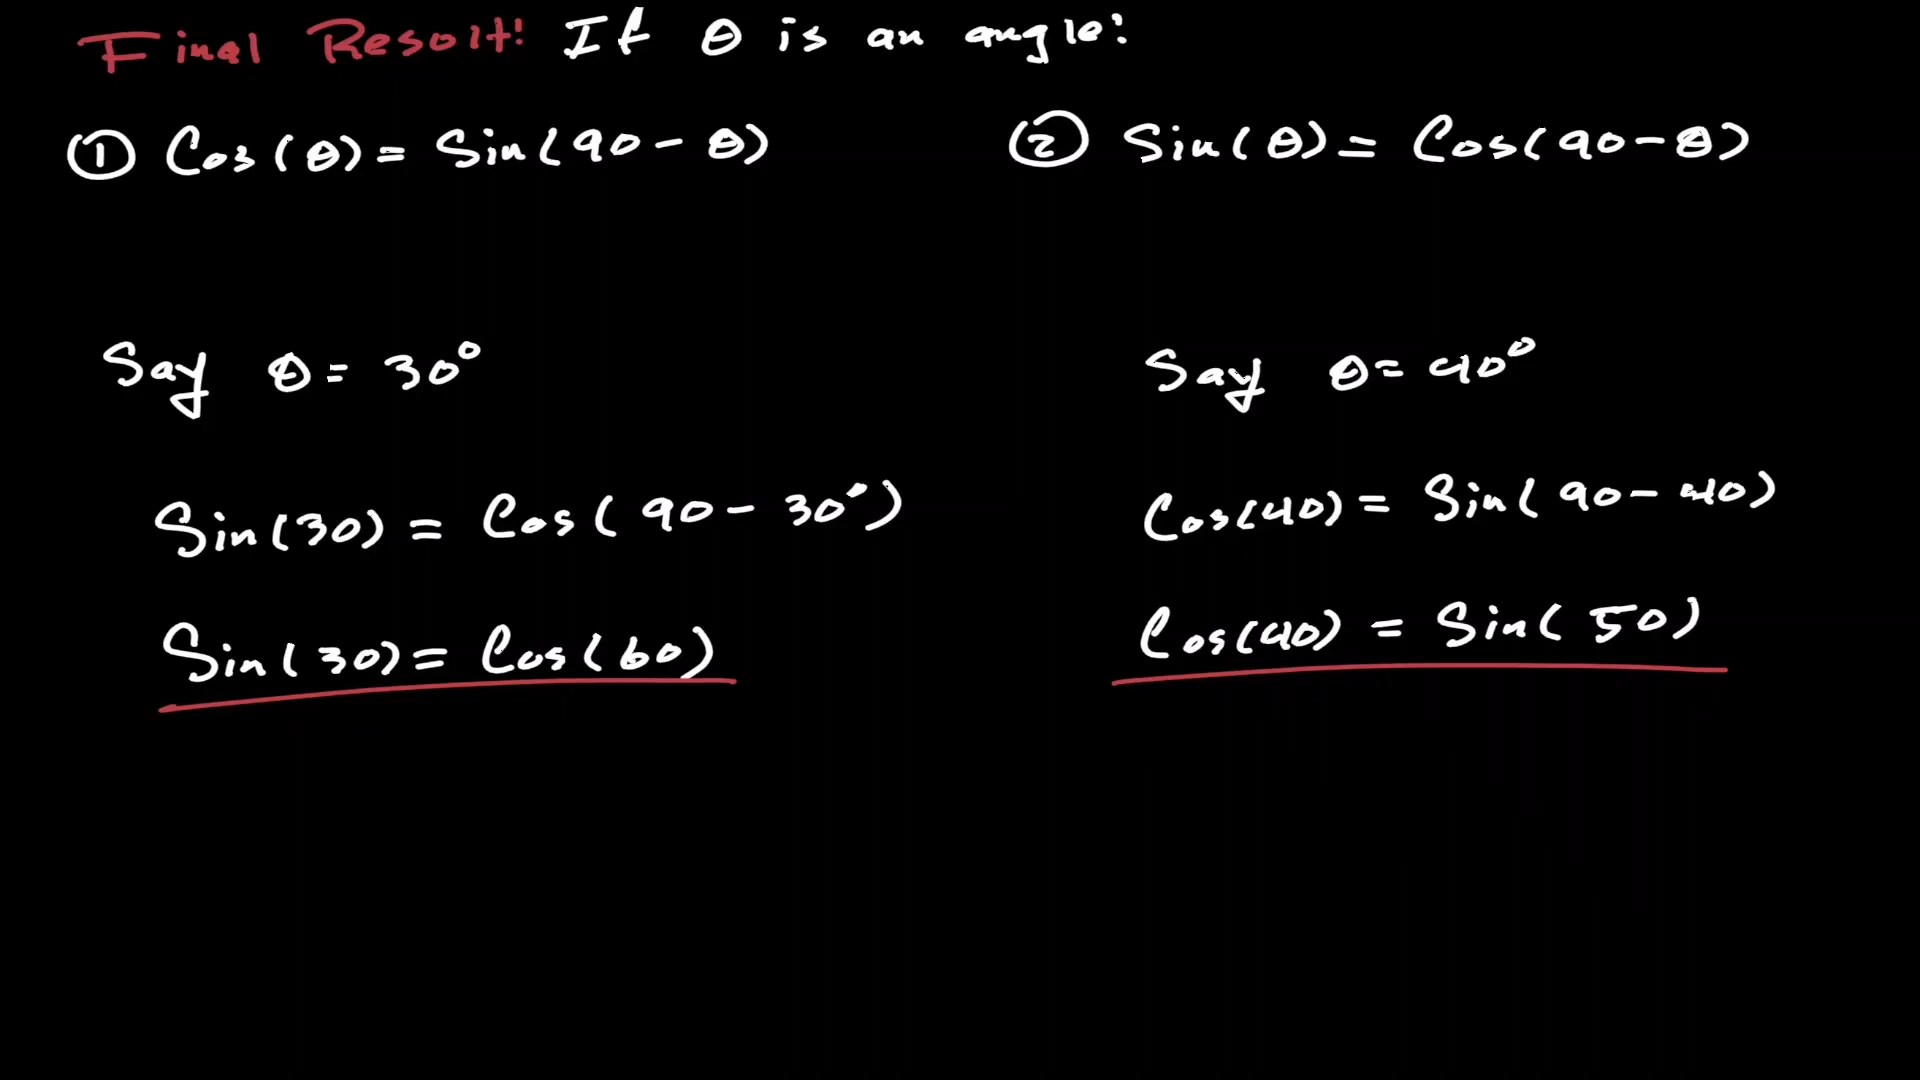 Final Result: If θ is an angle:
① Cos(θ) = Sin(90 - θ)
② Sin(θ) = Cos(90 - θ)
Say θ = 30°
Sin(30) = Cos(90 - 30°)
Sin(30) = Cos(60)
Say θ = 40°
Cos(40) = Sin(90 - 40)
Cos(40) = Sin(50)